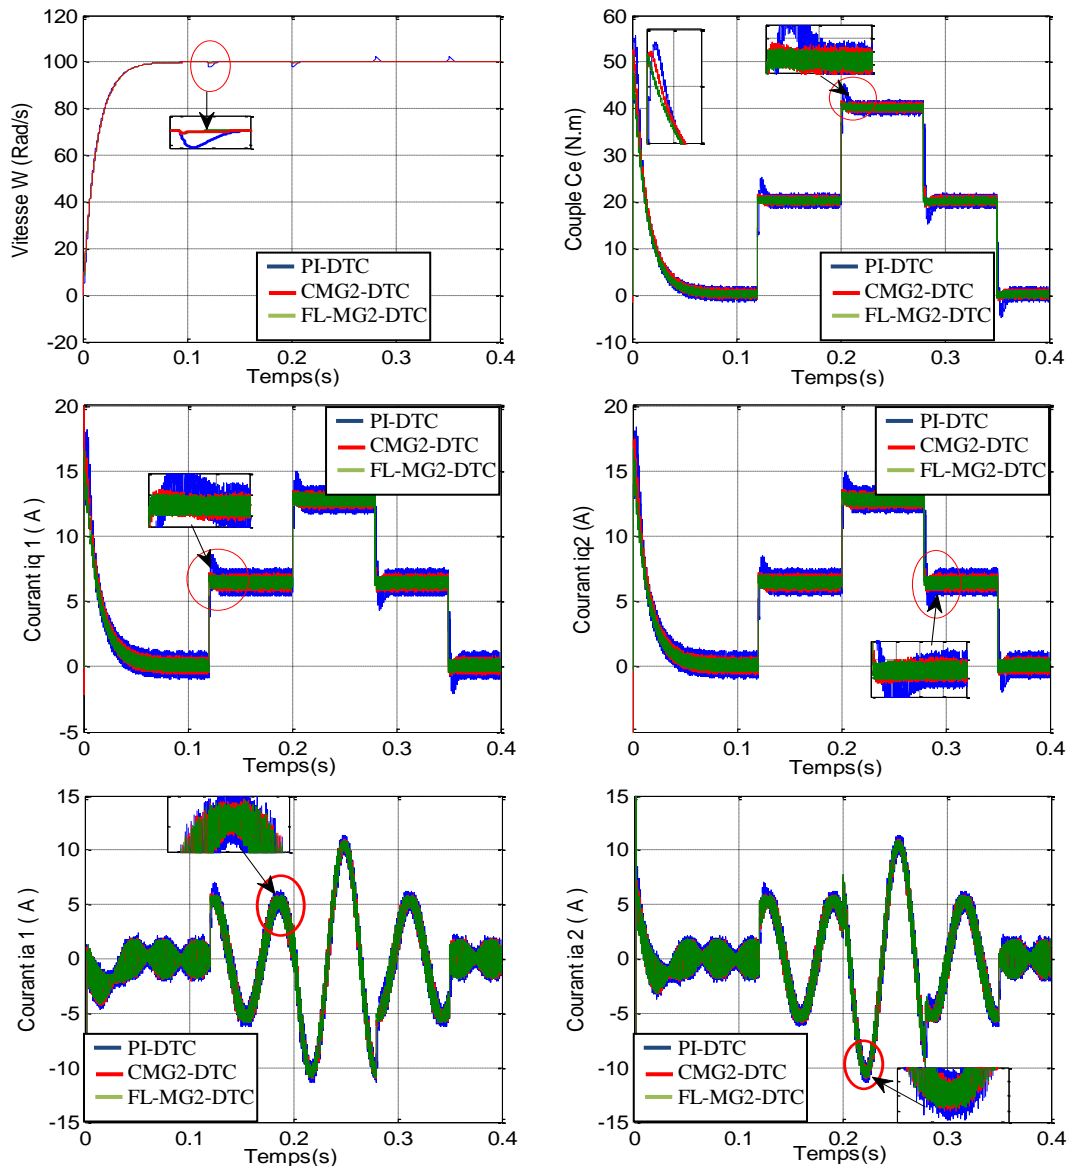 120
100
80
60
40
20
0
-20
Vitesse W (Rad/s)
PI-DTC
CMG2-DTC
FL-MG2-DTC
0 0.1 0.2 0.3 0.4
Temps(s)
60
50
40
30
20
10
0
-10
Couple Ce (N.m)
PI-DTC
CMG2-DTC
FL-MG2-DTC
0 0.1 0.2 0.3 0.4
Temps(s)
20
15
10
5
0
-5
Courant iq 1 ( A )
PI-DTC
CMG2-DTC
FL-MG2-DTC
0 0.1 0.2 0.3 0.4
Temps(s)
20
15
10
5
0
-5
Courant iq2 (A)
PI-DTC
CMG2-DTC
FL-MG2-DTC
0 0.1 0.2 0.3 0.4
Temps(s)
15
10
5
0
-5
-10
-15
Courant ia 1 ( A )
PI-DTC
CMG2-DTC
FL-MG2-DTC
0 0.1 0.2 0.3 0.4
Temps(s)
15
10
5
0
-5
-10
-15
Courant ia 2 ( A )
PI-DTC
CMG2-DTC
FL-MG2-DTC
0 0.1 0.2 0.3 0.4
Temps(s)